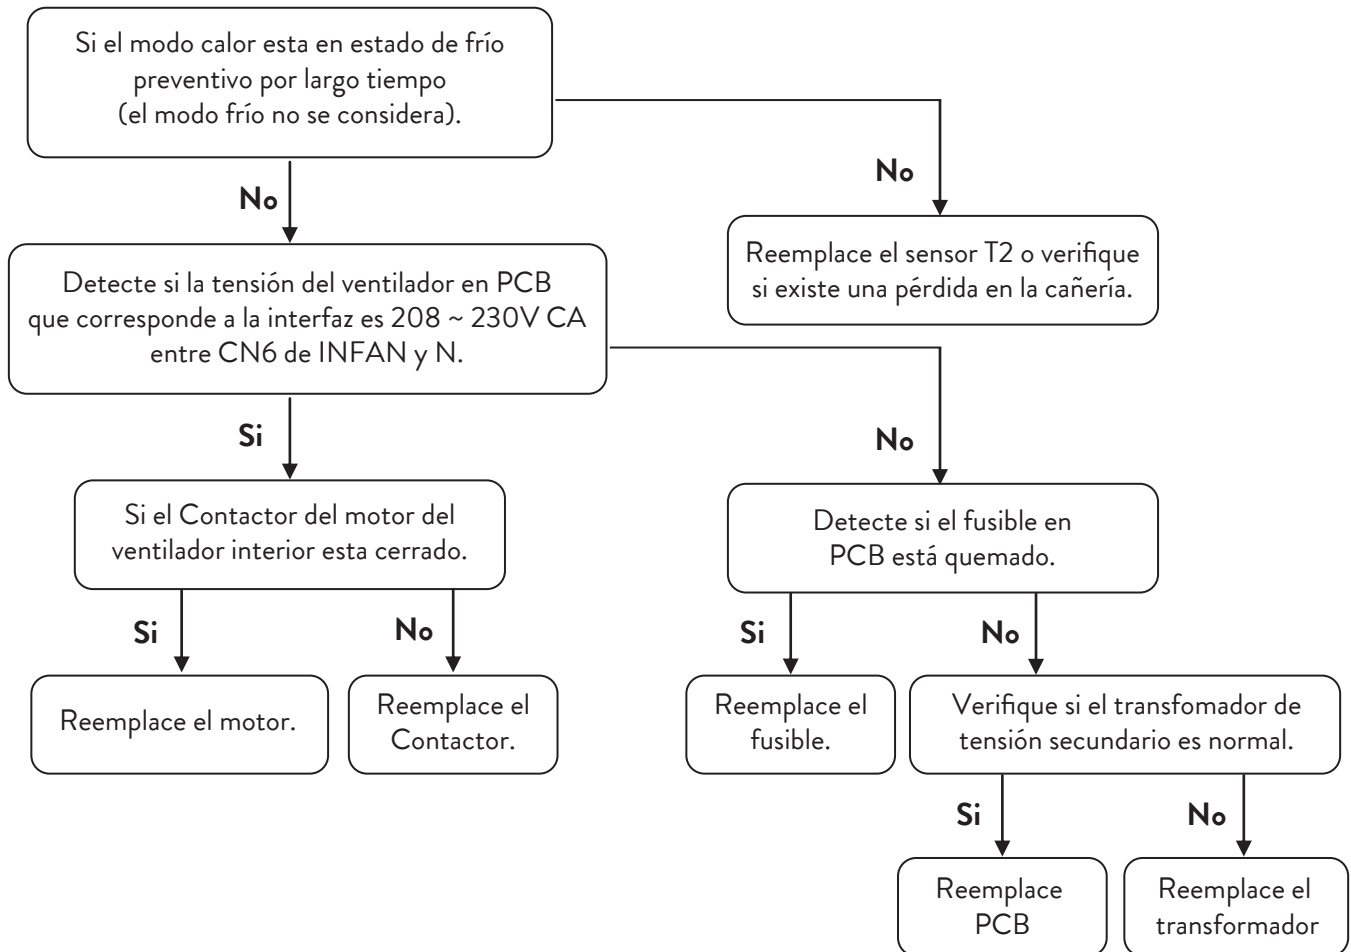 Si el modo calor esta en estado de frío
preventivo por largo tiempo
(el modo frío no se considera).
No
No
Reemplace el sensor T2 o verifique
si existe una pérdida en la cañería.
Detecte si la tensión del ventilador en PCB
que corresponde a la interfaz es 208 ~ 230V CA
entre CN6 de INFAN y N.
Si
No
Si el Contactor del motor del
ventilador interior esta cerrado.
Detecte si el fusible en
PCB está quemado.
Si
No
Si
No
Reemplace el motor.
Reemplace el
Contactor.
Reemplace el
fusible.
Verifique si el transfomador de
tensión secundario es normal.
Si
No
Reemplace
PCB
Reemplace el
transformador